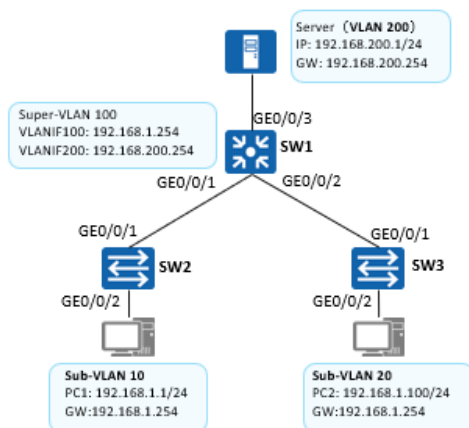 Server（VLAN 200）
IP: 192.168.200.1/24
GW: 192.168.200.254
Super-VLAN 100
VLANIF100: 192.168.1.254
VLANIF200: 192.168.200.254
GE0/0/3
SW1
GE0/0/1
GE0/0/2
GE0/0/1
GE0/0/1
SW2
SW3
GE0/0/2
GE0/0/2
Sub-VLAN 10
PC1: 192.168.1.1/24
GW:192.168.1.254
Sub-VLAN 20
PC2: 192.168.1.100/24
GW:192.168.1.254